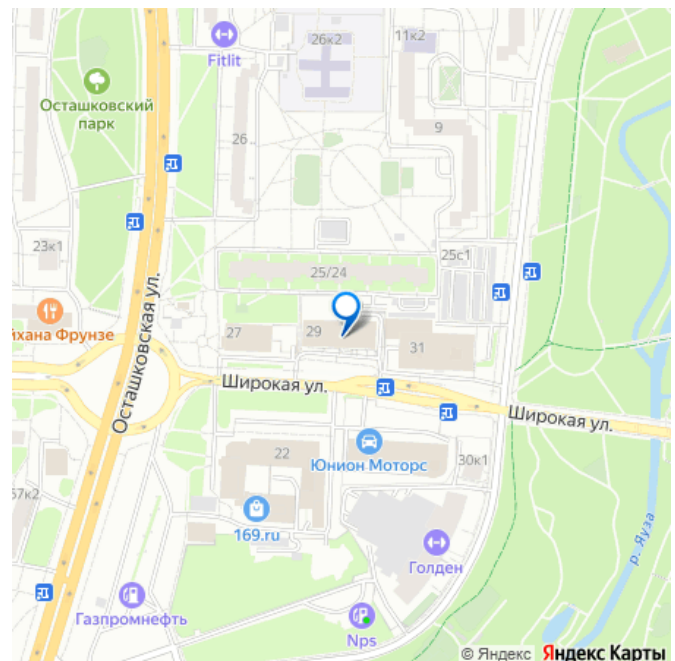 26к2
11к2
Fitlit
Осташковский
парк
26
9
23к1
25с1
25/24
йхана Фрунзе
27
29
31
Осташковская ул.
Широкая ул.
Широкая ул.
22
Юнион Моторс
30к1
67к2
169.ru
Голден
р. Яуза
Газпромнефть
Nps
© Яндекс Яндекс Карты